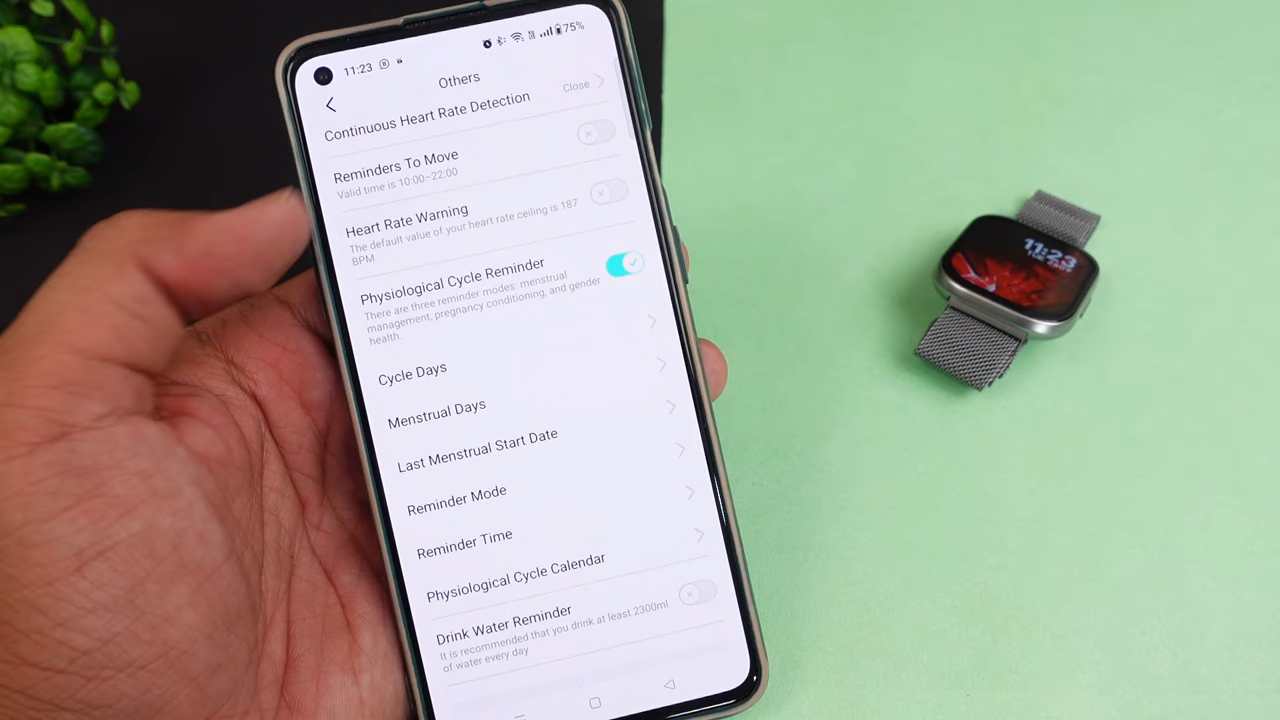 11:23
75%
Others
Continuous Heart Rate Detection
Close
Reminders To Move
Valid time is 10:00–22:00
Heart Rate Warning
The default value of your heart rate ceiling is 187
BPM
Physiological Cycle Reminder
There are three reminder modes: menstrual
management, pregnancy conditioning, and gender
health.
Cycle Days
Menstrual Days
Last Menstrual Start Date
Reminder Mode
Reminder Time
Physiological Cycle Calendar
Drink Water Reminder
It is recommended that you drink at least 2300ml
of water every day
11:23
TUE